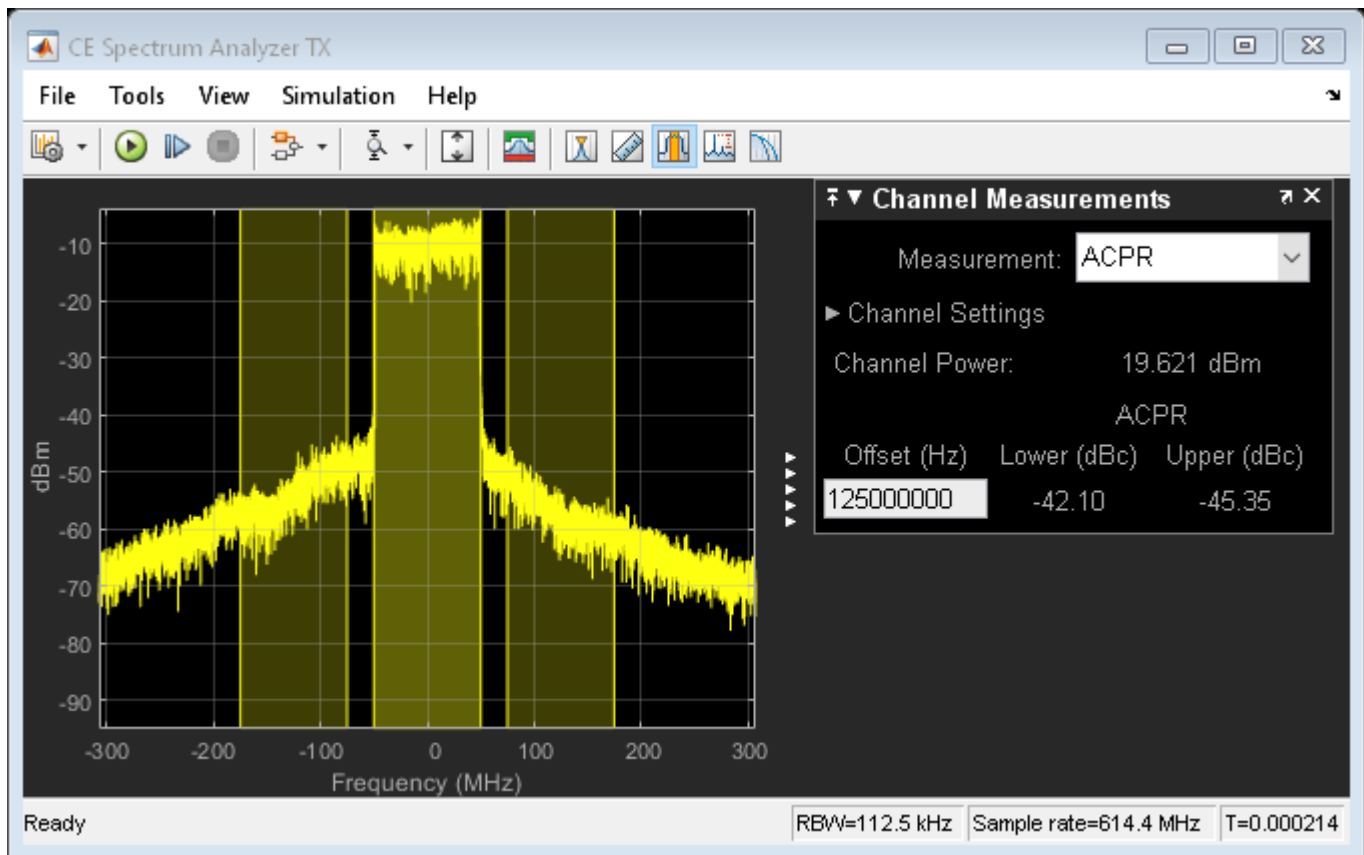 CE Spectrum Analyzer TX
File Tools View Simulation Help
Channel Measurements
Measurement: ACPR
Channel Settings
Channel Power: 19.621 dBm
ACPR
Offset (Hz) Lower (dBc) Upper (dBc)
125000000 -42.10 -45.35
-10
-20
-30
-40
-50
-60
-70
-80
-90
dBm
-300 -200 -100 0 100 200 300
Frequency (MHz)
Ready RBW=112.5 kHz Sample rate=614.4 MHz T=0.000214